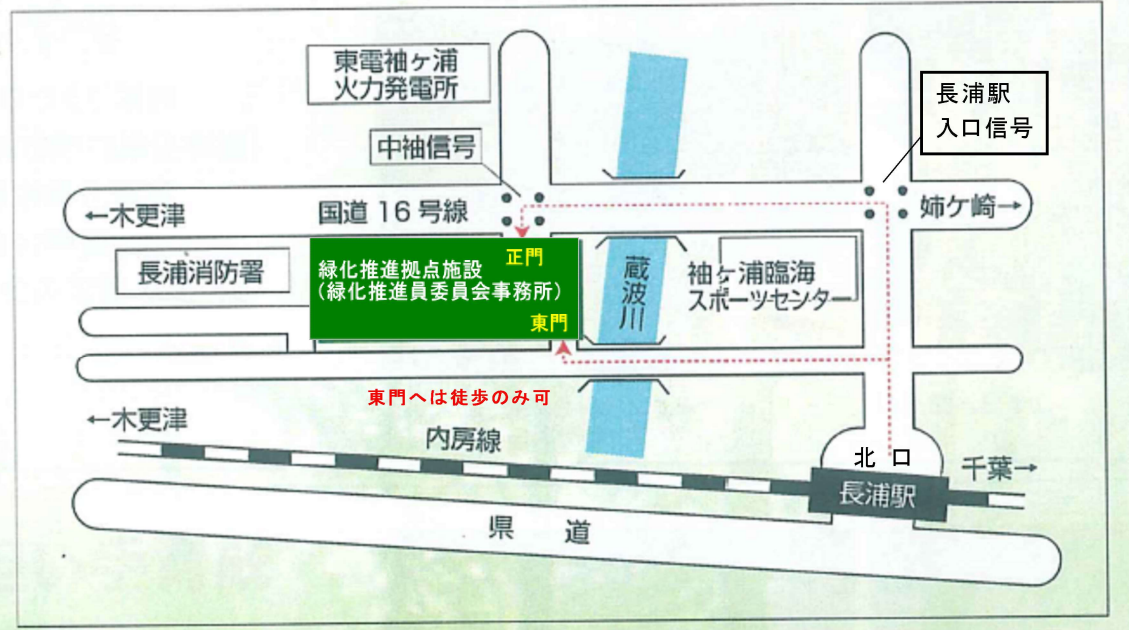 東電袖ヶ浦
火力発電所
長浦駅
入口信号
中袖信号
←木更津
国道 16 号線
姉ケ崎→
長浦消防署
正門
緑化推進拠点施設
(緑化推進員委員会事務所)
東門
蔵波川
袖ヶ浦臨海
スポーツセンター
東門へは徒歩のみ可
←木更津
内房線
北 口
千葉→
長浦駅
県 道